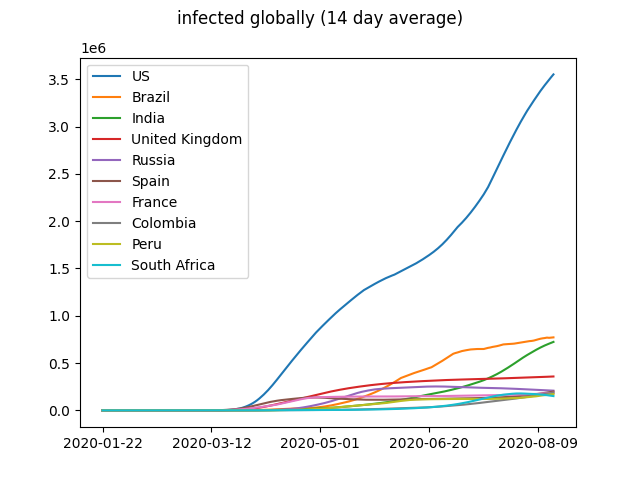 infected globally (14 day average)
1e6
3.5
3.0
2.5
2.0
1.5
1.0
0.5
0.0
US
Brazil
India
United Kingdom
Russia
Spain
France
Colombia
Peru
South Africa
2020-01-22 2020-03-12 2020-05-01 2020-06-20 2020-08-09